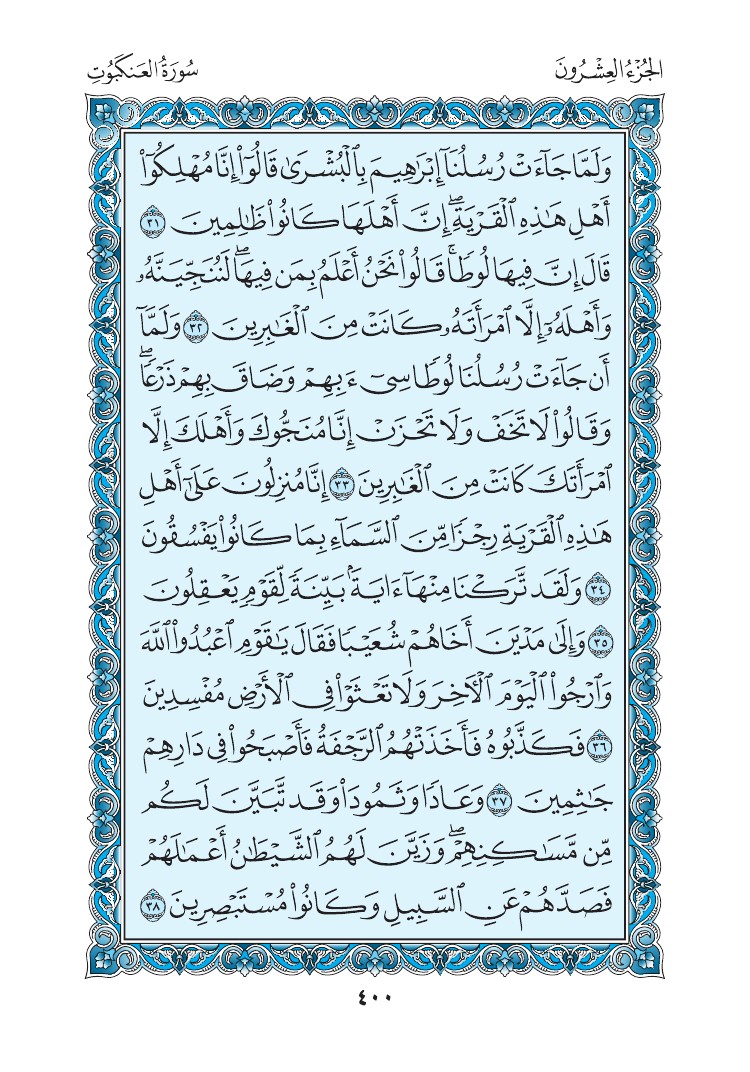 الجُزْءُ العِشْرُونَ
سُورَةُ العَنكَبُوتِ
وَلَمَّا جَآءَتْ رُسُلُنَآ إِبْرَٰهِيمَ بِٱلْبُشْرَىٰ قَالُوٓا۟ إِنَّا مُهْلِكُوٓا۟
أَهْلِ هَٰذِهِ ٱلْقَرْيَةِ ۖ إِنَّ أَهْلَهَا كَانُوا۟ ظَٰلِمِينَ ٣١
قَالَ إِنَّ فِيهَا لُوطًا ۚ قَالُوا۟ نَحْنُ أَعْلَمُ بِمَن فِيهَا ۖ لَنُنَجِّيَنَّهُۥ
وَأَهْلَهُۥٓ إِلَّا ٱمْرَأَتَهُۥ كَانَتْ مِنَ ٱلْغَٰبِرِينَ ٣٢ وَلَمَّآ
أَن جَآءَتْ رُسُلُنَا لُوطًا سِىٓءَ بِهِمْ وَضَاقَ بِهِمْ ذَرْعًا ۖ
وَقَالُوا۟ لَا تَخَفْ وَلَا تَحْزَنْ إِنَّا مُنَجُّوكَ وَأَهْلَكَ إِلَّا
ٱمْرَأَتَكَ كَانَتْ مِنَ ٱلْغَٰبِرِينَ ٣٣ إِنَّا مُنزِلُونَ عَلَىٰٓ أَهْلِ
هَٰذِهِ ٱلْقَرْيَةِ رِجْزًا مِّنَ ٱلسَّمَآءِ بِمَا كَانُوا۟ يَفْسُقُونَ
٣٤ وَلَقَد تَّرَكْنَا مِنْهَآ ءَايَةًۢ بَيِّنَةً لِّقَوْمٍ يَعْقِلُونَ
٣٥ وَإِلَىٰ مَدْيَنَ أَخَاهُمْ شُعَيْبًا فَقَالَ يَٰقَوْمِ ٱعْبُدُوا۟ ٱللَّهَ
وَٱرْجُوا۟ ٱلْيَوْمَ ٱلْءَاخِرَ وَلَا تَعْثَوْا۟ فِى ٱلْأَرْضِ مُفْسِدِينَ
٣٦ فَكَذَّبُوهُ فَأَخَذَتْهُمُ ٱلرَّجْفَةُ فَأَصْبَحُوا۟ فِى دَارِهِمْ
جَٰثِمِينَ ٣٧ وَعَادًا وَثَمُودَا۟ وَقَد تَّبَيَّنَ لَكُم
مِّن مَّسَٰكِنِهِمْ ۖ وَزَيَّنَ لَهُمُ ٱلشَّيْطَٰنُ أَعْمَٰلَهُمْ
فَصَدَّهُمْ عَنِ ٱلسَّبِيلِ وَكَانُوا۟ مُسْتَبْصِرِينَ ٣٨
٤٠٠